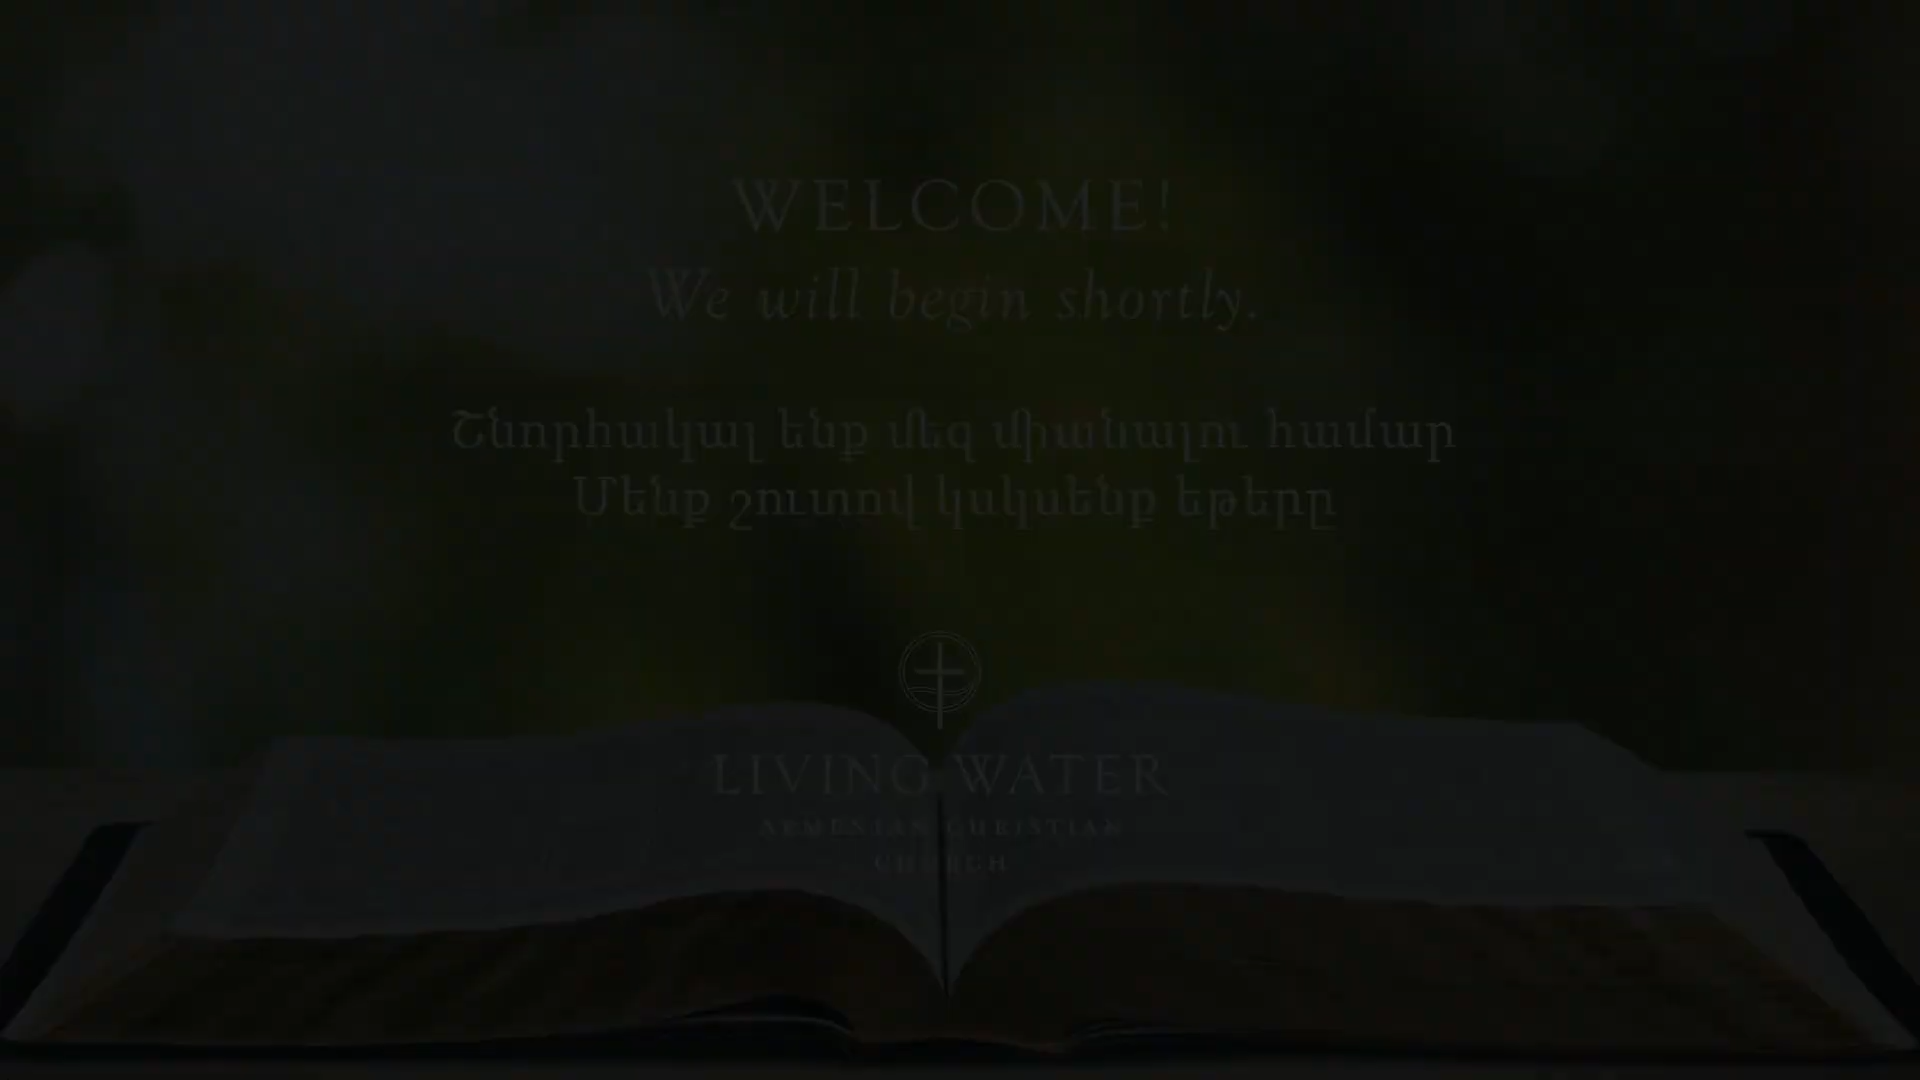 WELCOME!
We will begin shortly.
Շնորհակալ ենք մեզ միանալու համար
Մենք շուտով կսկսենք եթերը
LIVING WATER
ARMENIAN CHRISTIAN
CHURCH